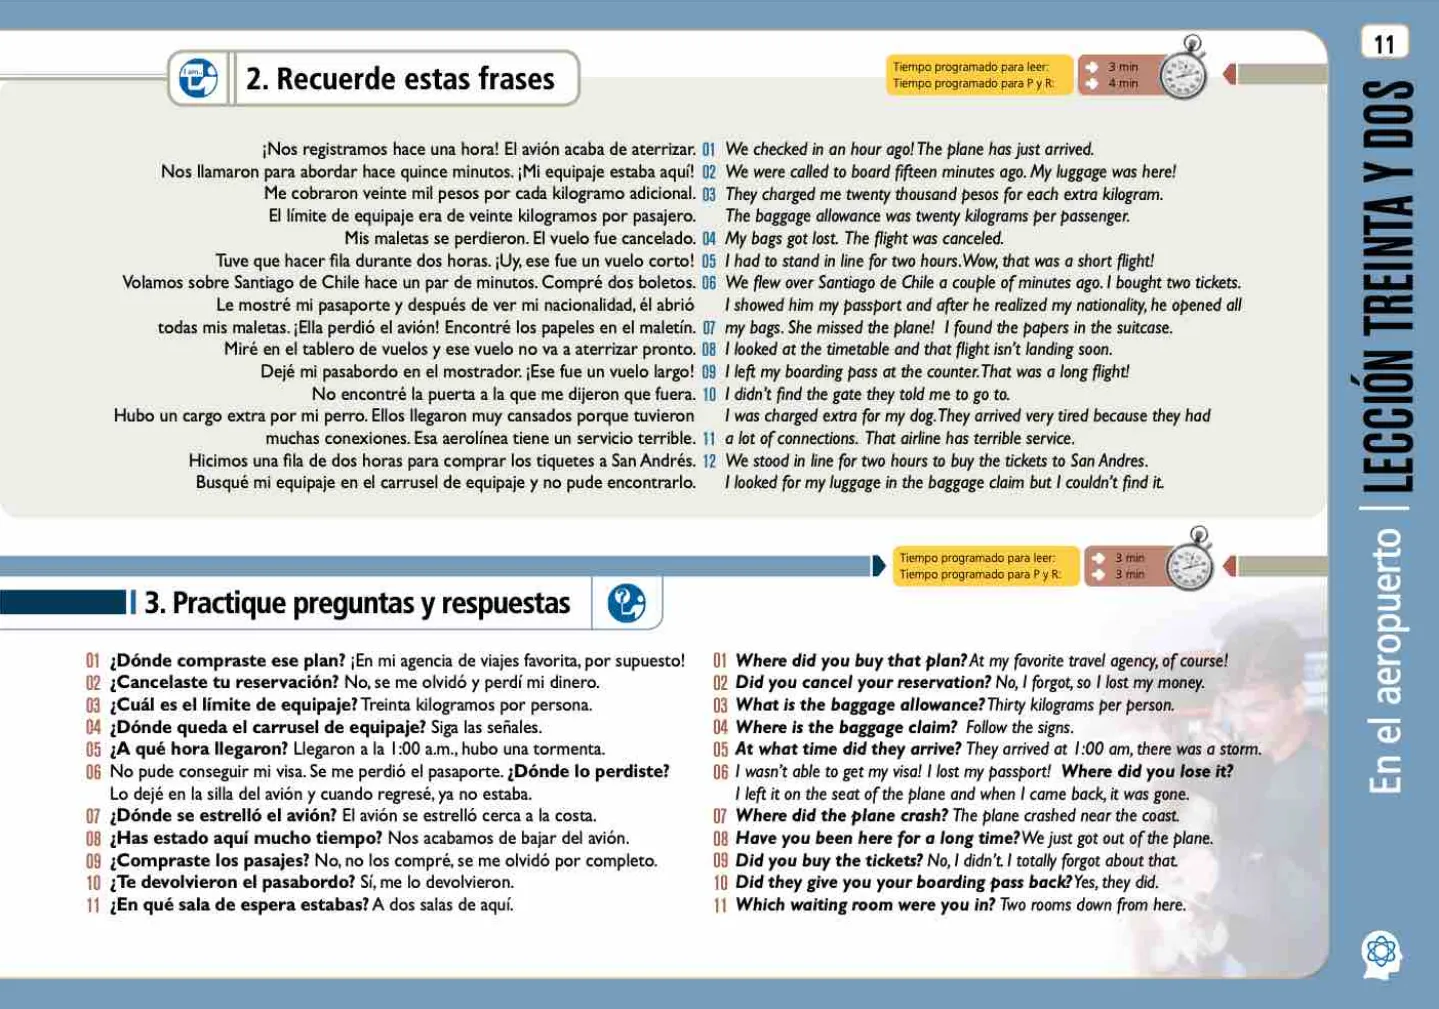 11
I am...
2. Recuerde estas frases
Tiempo programado para leer: 3 min
Tiempo programado para P y R: 4 min
¡Nos registramos hace una hora! El avión acaba de aterrizar. 01 We checked in an hour ago! The plane has just arrived.
Nos llamaron para abordar hace quince minutos. ¡Mi equipaje estaba aquí! 02 We were called to board fifteen minutes ago. My luggage was here!
Me cobraron veinte mil pesos por cada kilogramo adicional. 03 They charged me twenty thousand pesos for each extra kilogram.
El límite de equipaje era de veinte kilogramos por pasajero. The baggage allowance was twenty kilograms per passenger.
Mis maletas se perdieron. El vuelo fue cancelado. 04 My bags got lost. The flight was canceled.
Tuve que hacer fila durante dos horas. ¡Uy, ese fue un vuelo corto! 05 I had to stand in line for two hours. Wow, that was a short flight!
Volamos sobre Santiago de Chile hace un par de minutos. Compré dos boletos. 06 We flew over Santiago de Chile a couple of minutes ago. I bought two tickets.
Le mostré mi pasaporte y después de ver mi nacionalidad, él abrió I showed him my passport and after he realized my nationality, he opened all
todas mis maletas. ¡Ella perdió el avión! Encontré los papeles en el maletín. 07 my bags. She missed the plane! I found the papers in the suitcase.
Miré en el tablero de vuelos y ese vuelo no va a aterrizar pronto. 08 I looked at the timetable and that flight isn't landing soon.
Dejé mi pasabordo en el mostrador. ¡Ese fue un vuelo largo! 09 I left my boarding pass at the counter. That was a long flight!
No encontré la puerta a la que me dijeron que fuera. 10 I didn't find the gate they told me to go to.
Hubo un cargo extra por mi perro. Ellos llegaron muy cansados porque tuvieron I was charged extra for my dog. They arrived very tired because they had
muchas conexiones. Esa aerolínea tiene un servicio terrible. 11 a lot of connections. That airline has terrible service.
Hicimos una fila de dos horas para comprar los tiquetes a San Andrés. 12 We stood in line for two hours to buy the tickets to San Andres.
Busqué mi equipaje en el carrusel de equipaje y no pude encontrarlo. I looked for my luggage in the baggage claim but I couldn't find it.
Tiempo programado para leer: 3 min
Tiempo programado para P y R: 3 min
3. Practique preguntas y respuestas
01 ¿Dónde compraste ese plan? ¡En mi agencia de viajes favorita, por supuesto!
02 ¿Cancelaste tu reservación? No, se me olvidó y perdí mi dinero.
03 ¿Cuál es el límite de equipaje? Treinta kilogramos por persona.
04 ¿Dónde queda el carrusel de equipaje? Siga las señales.
05 ¿A qué hora llegaron? Llegaron a la 1:00 a.m., hubo una tormenta.
06 No pude conseguir mi visa. Se me perdió el pasaporte. ¿Dónde lo perdiste?
Lo dejé en la silla del avión y cuando regresé, ya no estaba.
07 ¿Dónde se estrelló el avión? El avión se estrelló cerca a la costa.
08 ¿Has estado aquí mucho tiempo? Nos acabamos de bajar del avión.
09 ¿Compraste los pasajes? No, no los compré, se me olvidó por completo.
10 ¿Te devolvieron el pasabordo? Sí, me lo devolvieron.
11 ¿En qué sala de espera estabas? A dos salas de aquí.
01 Where did you buy that plan? At my favorite travel agency, of course!
02 Did you cancel your reservation? No, I forgot, so I lost my money.
03 What is the baggage allowance? Thirty kilograms per person.
04 Where is the baggage claim? Follow the signs.
05 At what time did they arrive? They arrived at 1:00 am, there was a storm.
06 I wasn't able to get my visa! I lost my passport! Where did you lose it?
I left it on the seat of the plane and when I came back, it was gone.
07 Where did the plane crash? The plane crashed near the coast.
08 Have you been here for a long time? We just got out of the plane.
09 Did you buy the tickets? No, I didn't. I totally forgot about that.
10 Did they give you your boarding pass back? Yes, they did.
11 Which waiting room were you in? Two rooms down from here.
En el aeropuerto | LECCIÓN TREINTA Y DOS